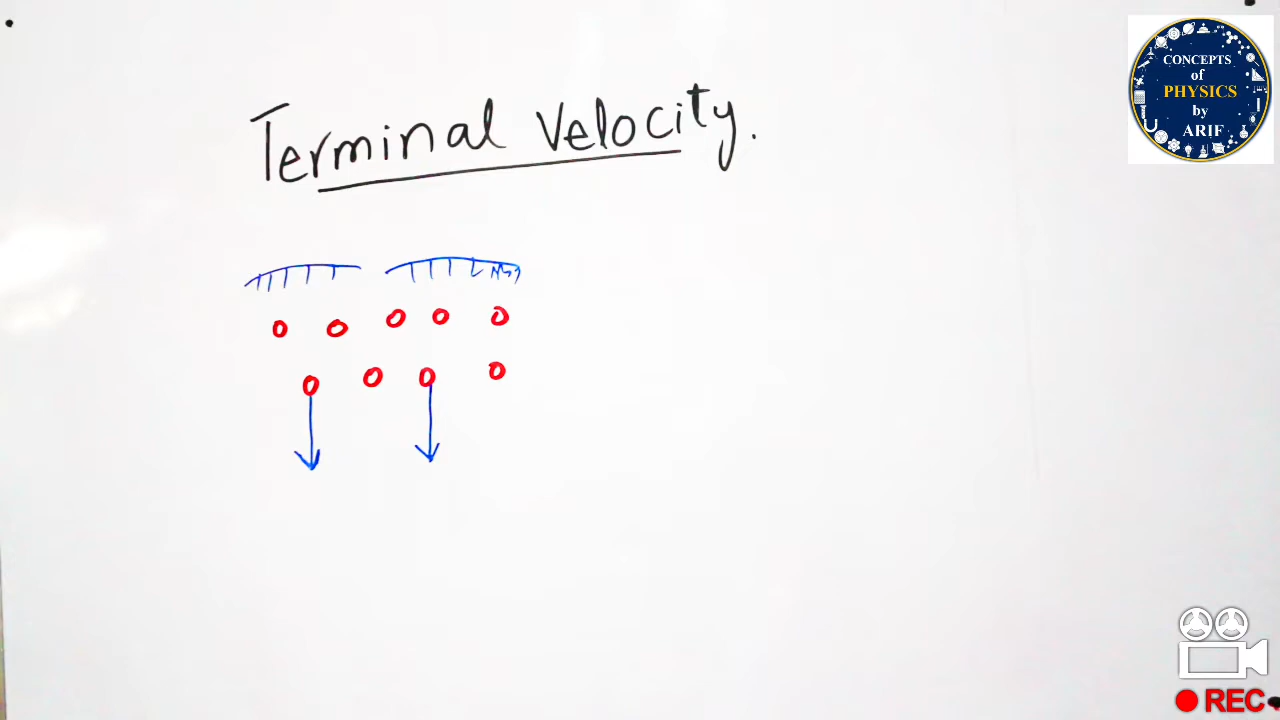 Terminal Velocity.
CONCEPTS
of
PHYSICS
by
ARIF
REC